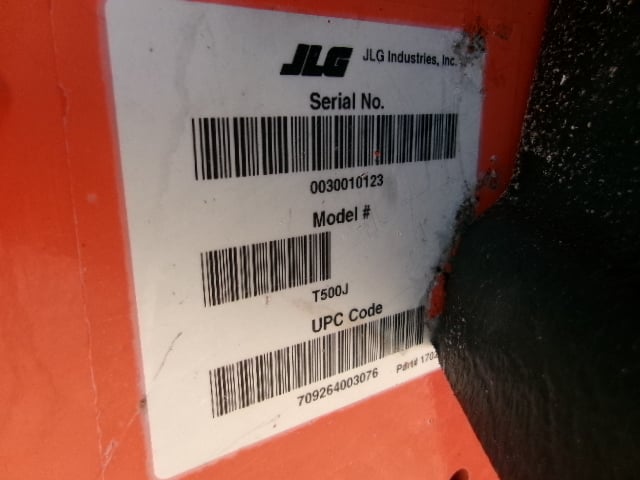 JLG JLG Industries, Inc.
Serial No.
0030010123
Model #
T500J
UPC Code
709264003076